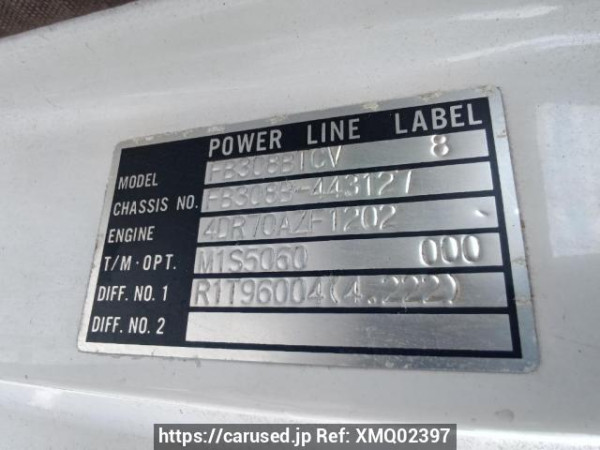 POWER LINE LABEL
MODEL FB308BTCV 8
CHASSIS NO. FB308B-443127
ENGINE 4DR70AZF1202
T/M·OPT. M1S5060 000
DIFF. NO. 1 R1T96004(4.222)
DIFF. NO. 2
https://carused.jp Ref: XMQ02397